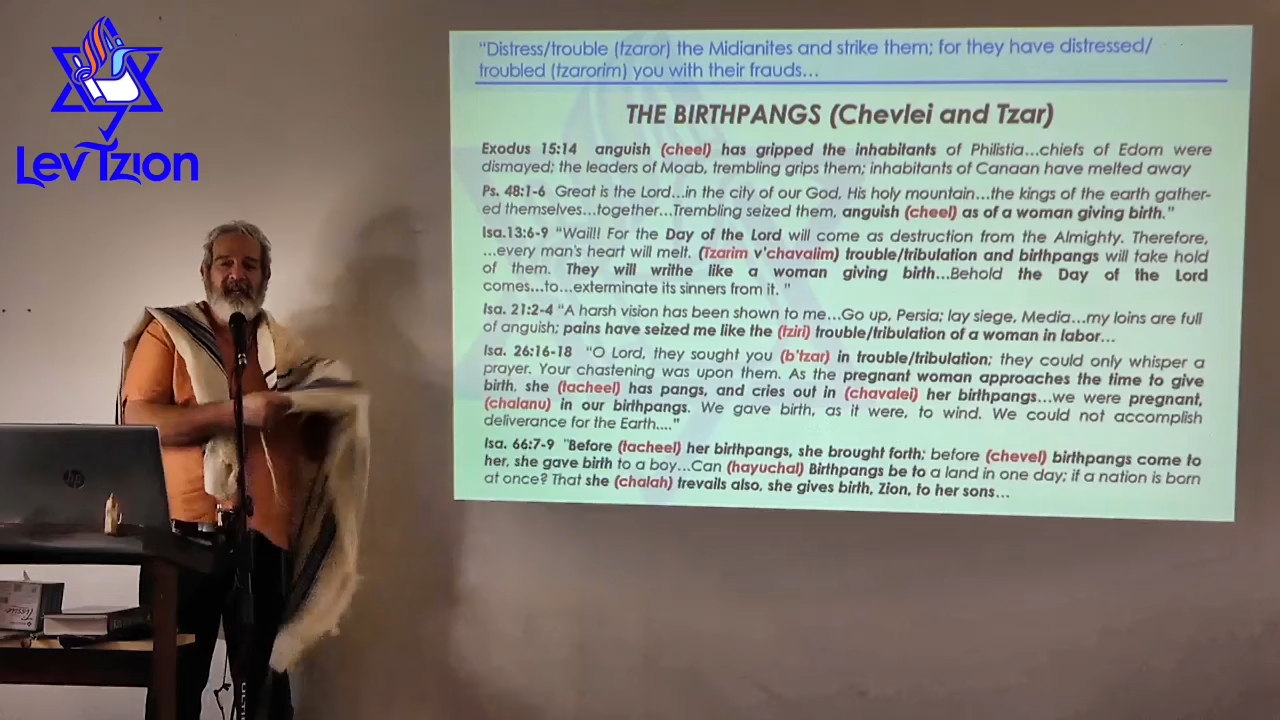 Lev Tzion
"Distress/trouble (tzaror) the Midianites and strike them; for they have distressed/
troubled (tzarorim) you with their frauds…
THE BIRTHPANGS (Chevlei and Tzar)
Exodus 15:14 anguish (cheel) has gripped the inhabitants of Philistia…chiefs of Edom were
dismayed; the leaders of Moab, trembling grips them; inhabitants of Canaan have melted away
Ps. 48:1-6 Great is the Lord…in the city of our God, His holy mountain…the kings of the earth gather-
ed themselves…together…Trembling seized them, anguish (cheel) as of a woman giving birth."
Isa.13:6-9 "Wail!! For the Day of the Lord will come as destruction from the Almighty. Therefore,
…every man's heart will melt. (Tzarim v'chavalim) trouble/tribulation and birthpangs will take hold
of them. They will writhe like a woman giving birth…Behold the Day of the Lord
comes…to…exterminate its sinners from it. "
Isa. 21:2-4 "A harsh vision has been shown to me…Go up, Persia; lay siege, Media…my loins are full
of anguish; pains have seized me like the (tziri) trouble/tribulation of a woman in labor…
Isa. 26:16-18 "O Lord, they sought you (b'tzar) in trouble/tribulation; they could only whisper a
prayer. Your chastening was upon them. As the pregnant woman approaches the time to give
birth, she (tacheel) has pangs, and cries out in (chavalei) her birthpangs…we were pregnant,
(chalanu) in our birthpangs. We gave birth, as it were, to wind. We could not accomplish
deliverance for the Earth...."
Isa. 66:7-9 "Before (tacheel) her birthpangs, she brought forth; before (chevel) birthpangs come to
her, she gave birth to a boy…Can (hayuchal) Birthpangs be to a land in one day; if a nation is born
at once? That she (chalah) trevails also, she gives birth, Zion, to her sons…
hp